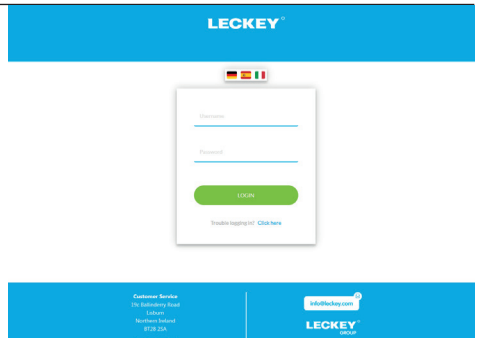 LECKEY
Username
Password
LOGIN
Trouble logging in? Click here
Customer Service
19c Ballinderry Road
Lisburn
Northern Ireland
BT28 2SA
info@leckey.com
LECKEY
GROUP